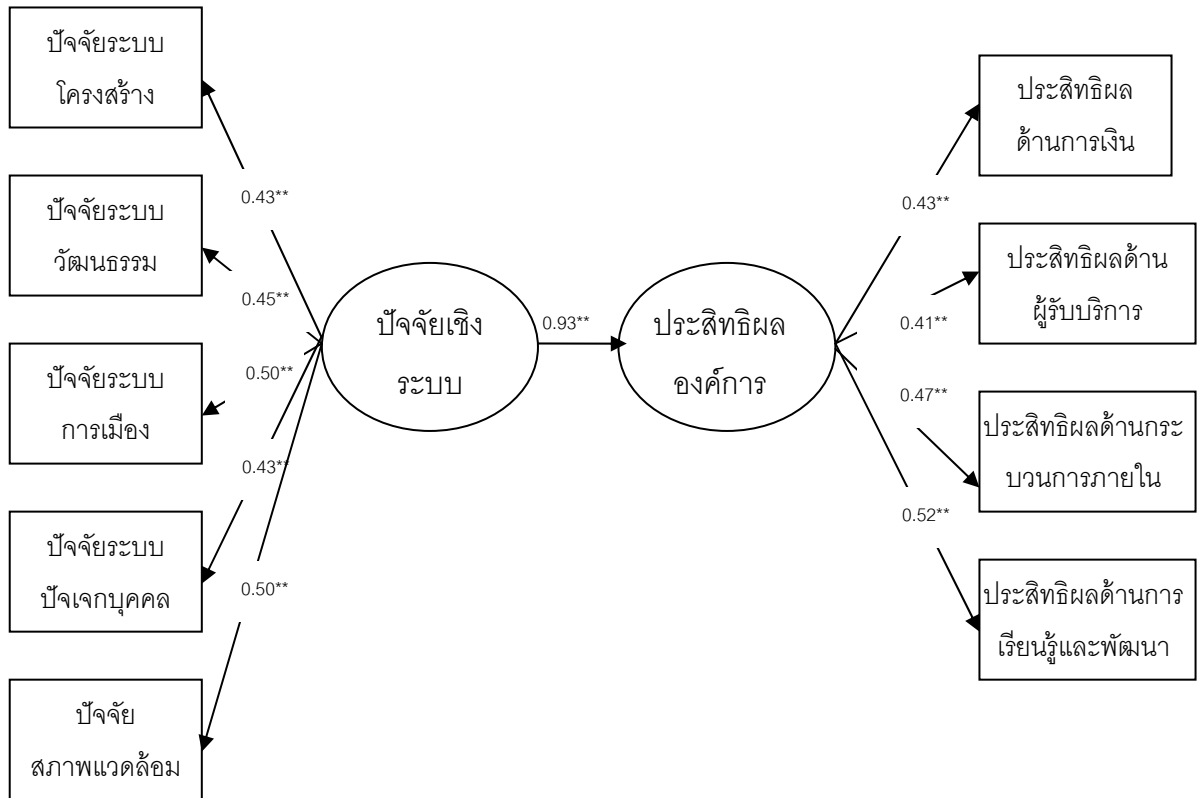 ปัจจัยระบบ
โครงสร้าง
ปัจจัยระบบ
วัฒนธรรม
ปัจจัยระบบ
การเมือง
ปัจจัยระบบ
ปัจเจกบุคคล
ปัจจัย
สภาพแวดล้อม
0.43**
0.45**
0.50**
0.43**
0.50**
ปัจจัยเชิง
ระบบ
0.93**
ประสิทธิผล
องค์การ
0.43**
0.41**
0.47**
0.52**
ประสิทธิผล
ด้านการเงิน
ประสิทธิผลด้าน
ผู้รับบริการ
ประสิทธิผลด้านกระ
บวนการภายใน
ประสิทธิผลด้านการ
เรียนรู้และพัฒนา